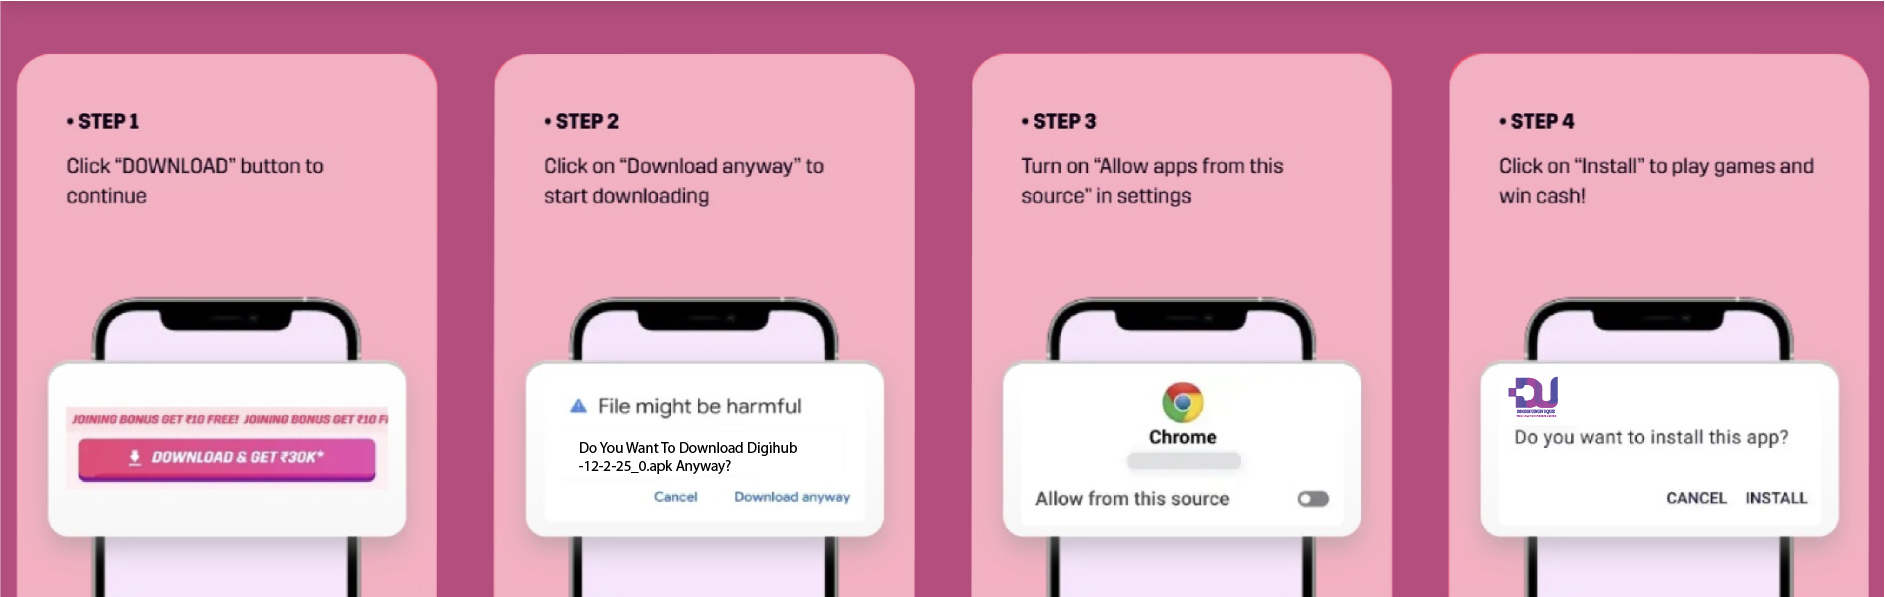 • STEP 1
Click “DOWNLOAD” button to
continue
JOINING BONUS GET ₹10 FREE! JOINING BONUS GET ₹10 F
DOWNLOAD & GET ₹30K*
• STEP 2
Click on “Download anyway” to
start downloading
File might be harmful
Do You Want To Download Digihub
-12-2-25_0.apk Anyway?
Cancel Download anyway
• STEP 3
Turn on “Allow apps from this
source” in settings
Chrome
Allow from this source
• STEP 4
Click on “Install” to play games and
win cash!
DU
Do you want to install this app?
CANCEL INSTALL